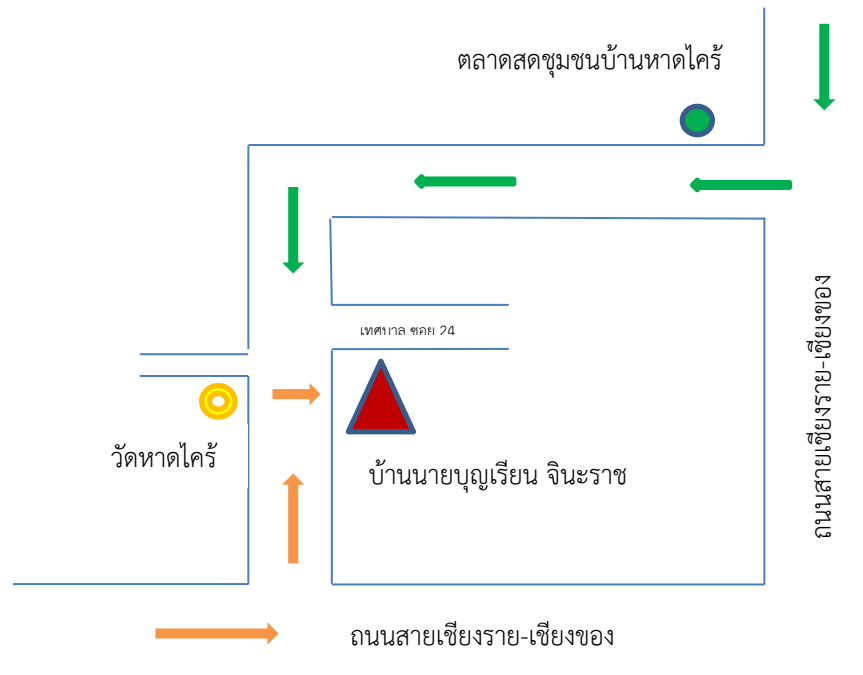 ตลาดสดชุมชนบ้านหาดไคร้
เทศบาล ซอย 24
ถนนสายเชียงราย-เชียงของ
วัดหาดไคร้
บ้านนายบุญเรียน จินะราช
ถนนสายเชียงราย-เชียงของ